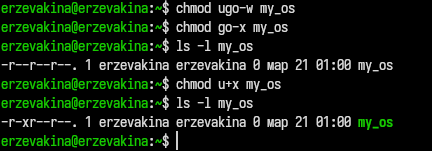 erzevakina@erzevakina:~$ chmod ugo-w my_os
erzevakina@erzevakina:~$ chmod go-x my_os
erzevakina@erzevakina:~$ ls -l my_os
-r--r--r--. 1 erzevakina erzevakina 0 мар 21 01:00 my_os
erzevakina@erzevakina:~$ chmod u+x my_os
erzevakina@erzevakina:~$ ls -l my_os
-r-xr--r--. 1 erzevakina erzevakina 0 мар 21 01:00 my_os
erzevakina@erzevakina:~$